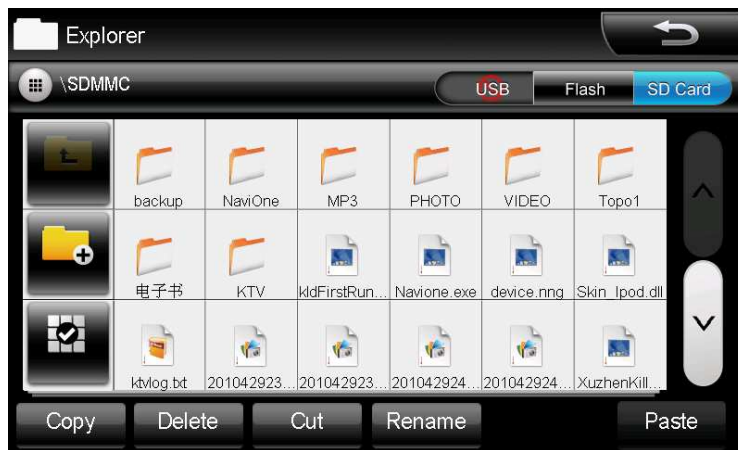 Explorer
\SDMMC
USB
Flash
SD Card
backup
NaviOne
MP3
PHOTO
VIDEO
Topo1
电子书
KTV
kldFirstRun...
Navione.exe
device.nng
Skin_Ipod.dll
ktvlog.txt
201042923...
201042923...
201042924...
201042924...
XuzhenKill...
Copy
Delete
Cut
Rename
Paste